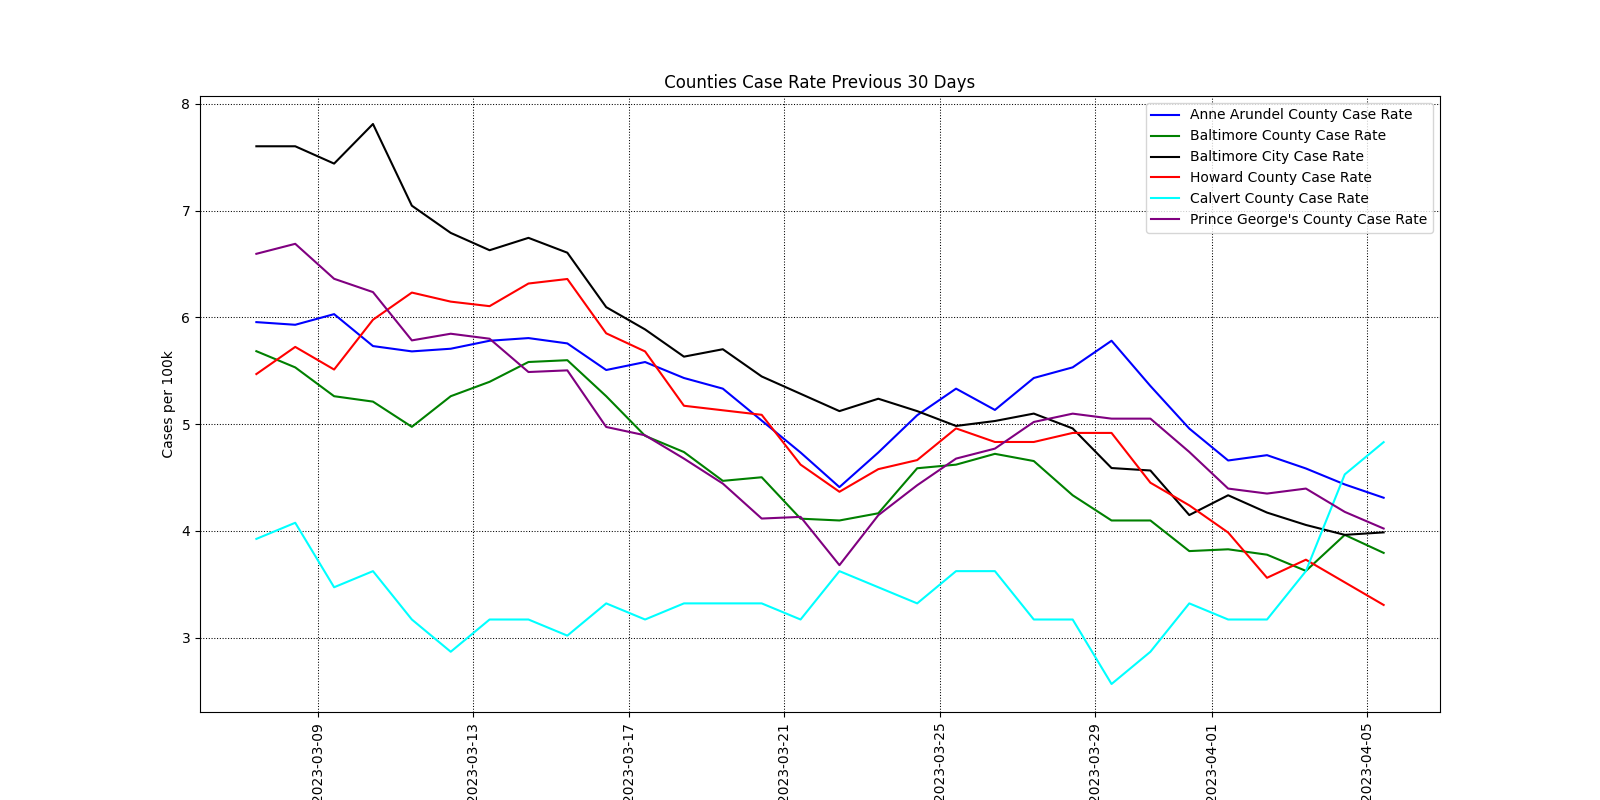 Counties Case Rate Previous 30 Days
Cases per 100k
8
7
6
5
4
3
Anne Arundel County Case Rate
Baltimore County Case Rate
Baltimore City Case Rate
Howard County Case Rate
Calvert County Case Rate
Prince George's County Case Rate
2023-03-09
2023-03-13
2023-03-17
2023-03-21
2023-03-25
2023-03-29
2023-04-01
2023-04-05